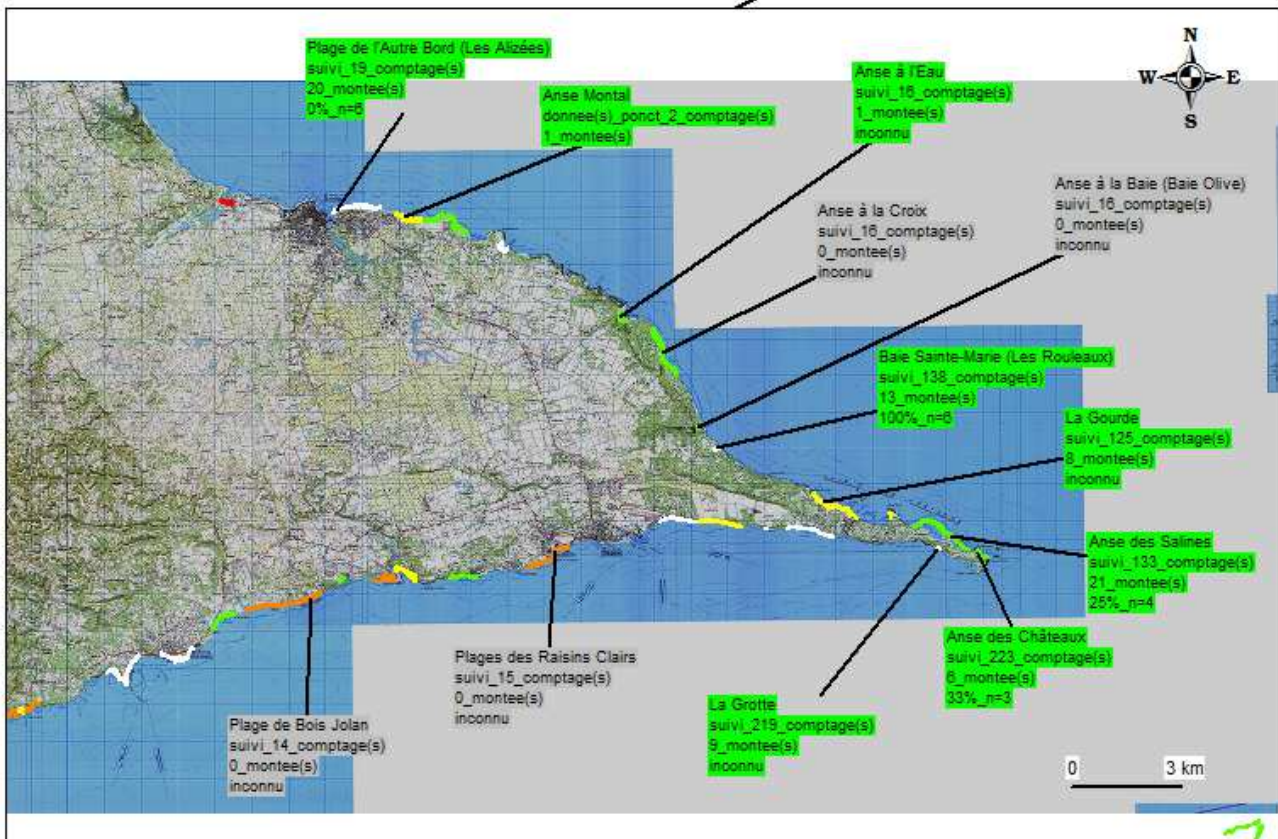 N
W
E
S
Plage de l'Autre Bord (Les Alizées)
suivi_19_comptage(s)
20_montee(s)
0%_n=6
Anse Montal
donnee(s)_ponct_2_comptage(s)
1_montee(s)
Anse à l'Eau
suivi_16_comptage(s)
1_montee(s)
inconnu
Anse à la Croix
suivi_16_comptage(s)
0_montee(s)
inconnu
Anse à la Baie (Baie Olive)
suivi_16_comptage(s)
0_montee(s)
inconnu
Baie Sainte-Marie (Les Rouleaux)
suivi_138_comptage(s)
13_montee(s)
100%_n=6
La Gourde
suivi_125_comptage(s)
8_montee(s)
inconnu
Anse des Salines
suivi_133_comptage(s)
21_montee(s)
25%_n=4
Anse des Châteaux
suivi_223_comptage(s)
6_montee(s)
33%_n=3
La Grotte
suivi_219_comptage(s)
9_montee(s)
inconnu
Plages des Raisins Clairs
suivi_15_comptage(s)
0_montee(s)
inconnu
Plage de Bois Jolan
suivi_14_comptage(s)
0_montee(s)
inconnu
0 3 km